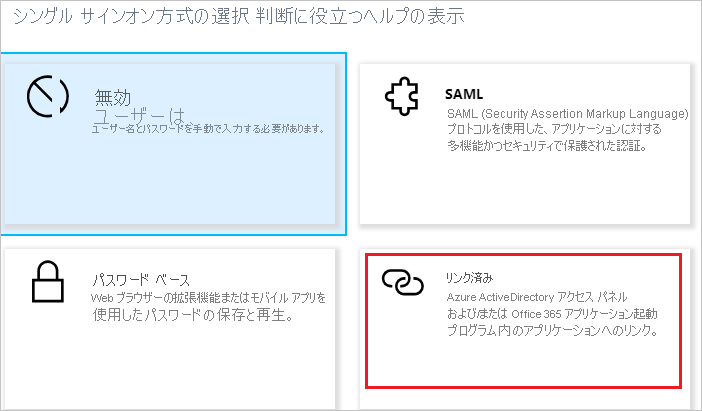 シングル サインオン方式の選択 判断に役立つヘルプの表示
無効
ユーザーは、
ユーザー名とパスワードを手動で入力する必要があります。
SAML
SAML (Security Assertion Markup Language)
プロトコルを使用した、アプリケーションに対する
多機能かつセキュリティで保護された認証。
パスワード ベース
Web ブラウザーの拡張機能またはモバイル アプリを
使用したパスワードの保存と再生。
リンク済み
Azure ActiveDirectory アクセス パネル
および/または Office 365 アプリケーション起動
プログラム内のアプリケーションへのリンク。